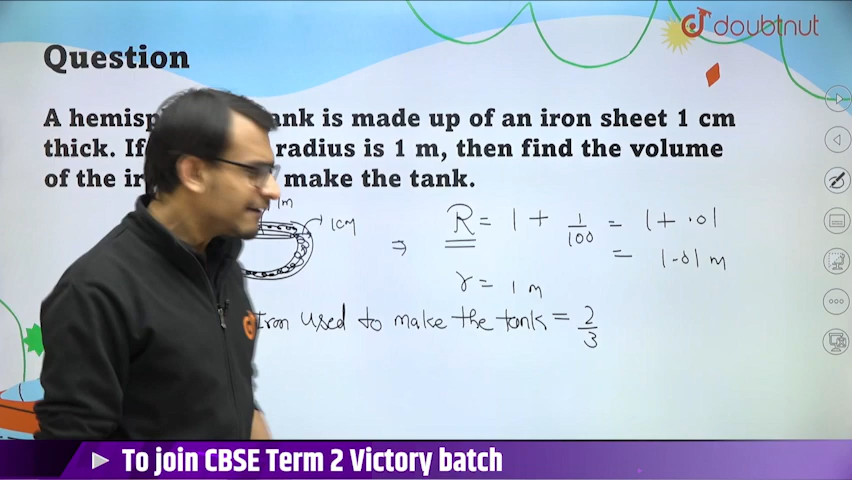 doubtnut
Question
A hemisp ank is made up of an iron sheet 1 cm
thick. If radius is 1 m, then find the volume
of the ir make the tank.
1m
1cm
⇒ R = 1 + 1/100 = 1 + .01
= 1.01 m
r = 1 m
Iron used to make the tank = 2/3
To join CBSE Term 2 Victory batch